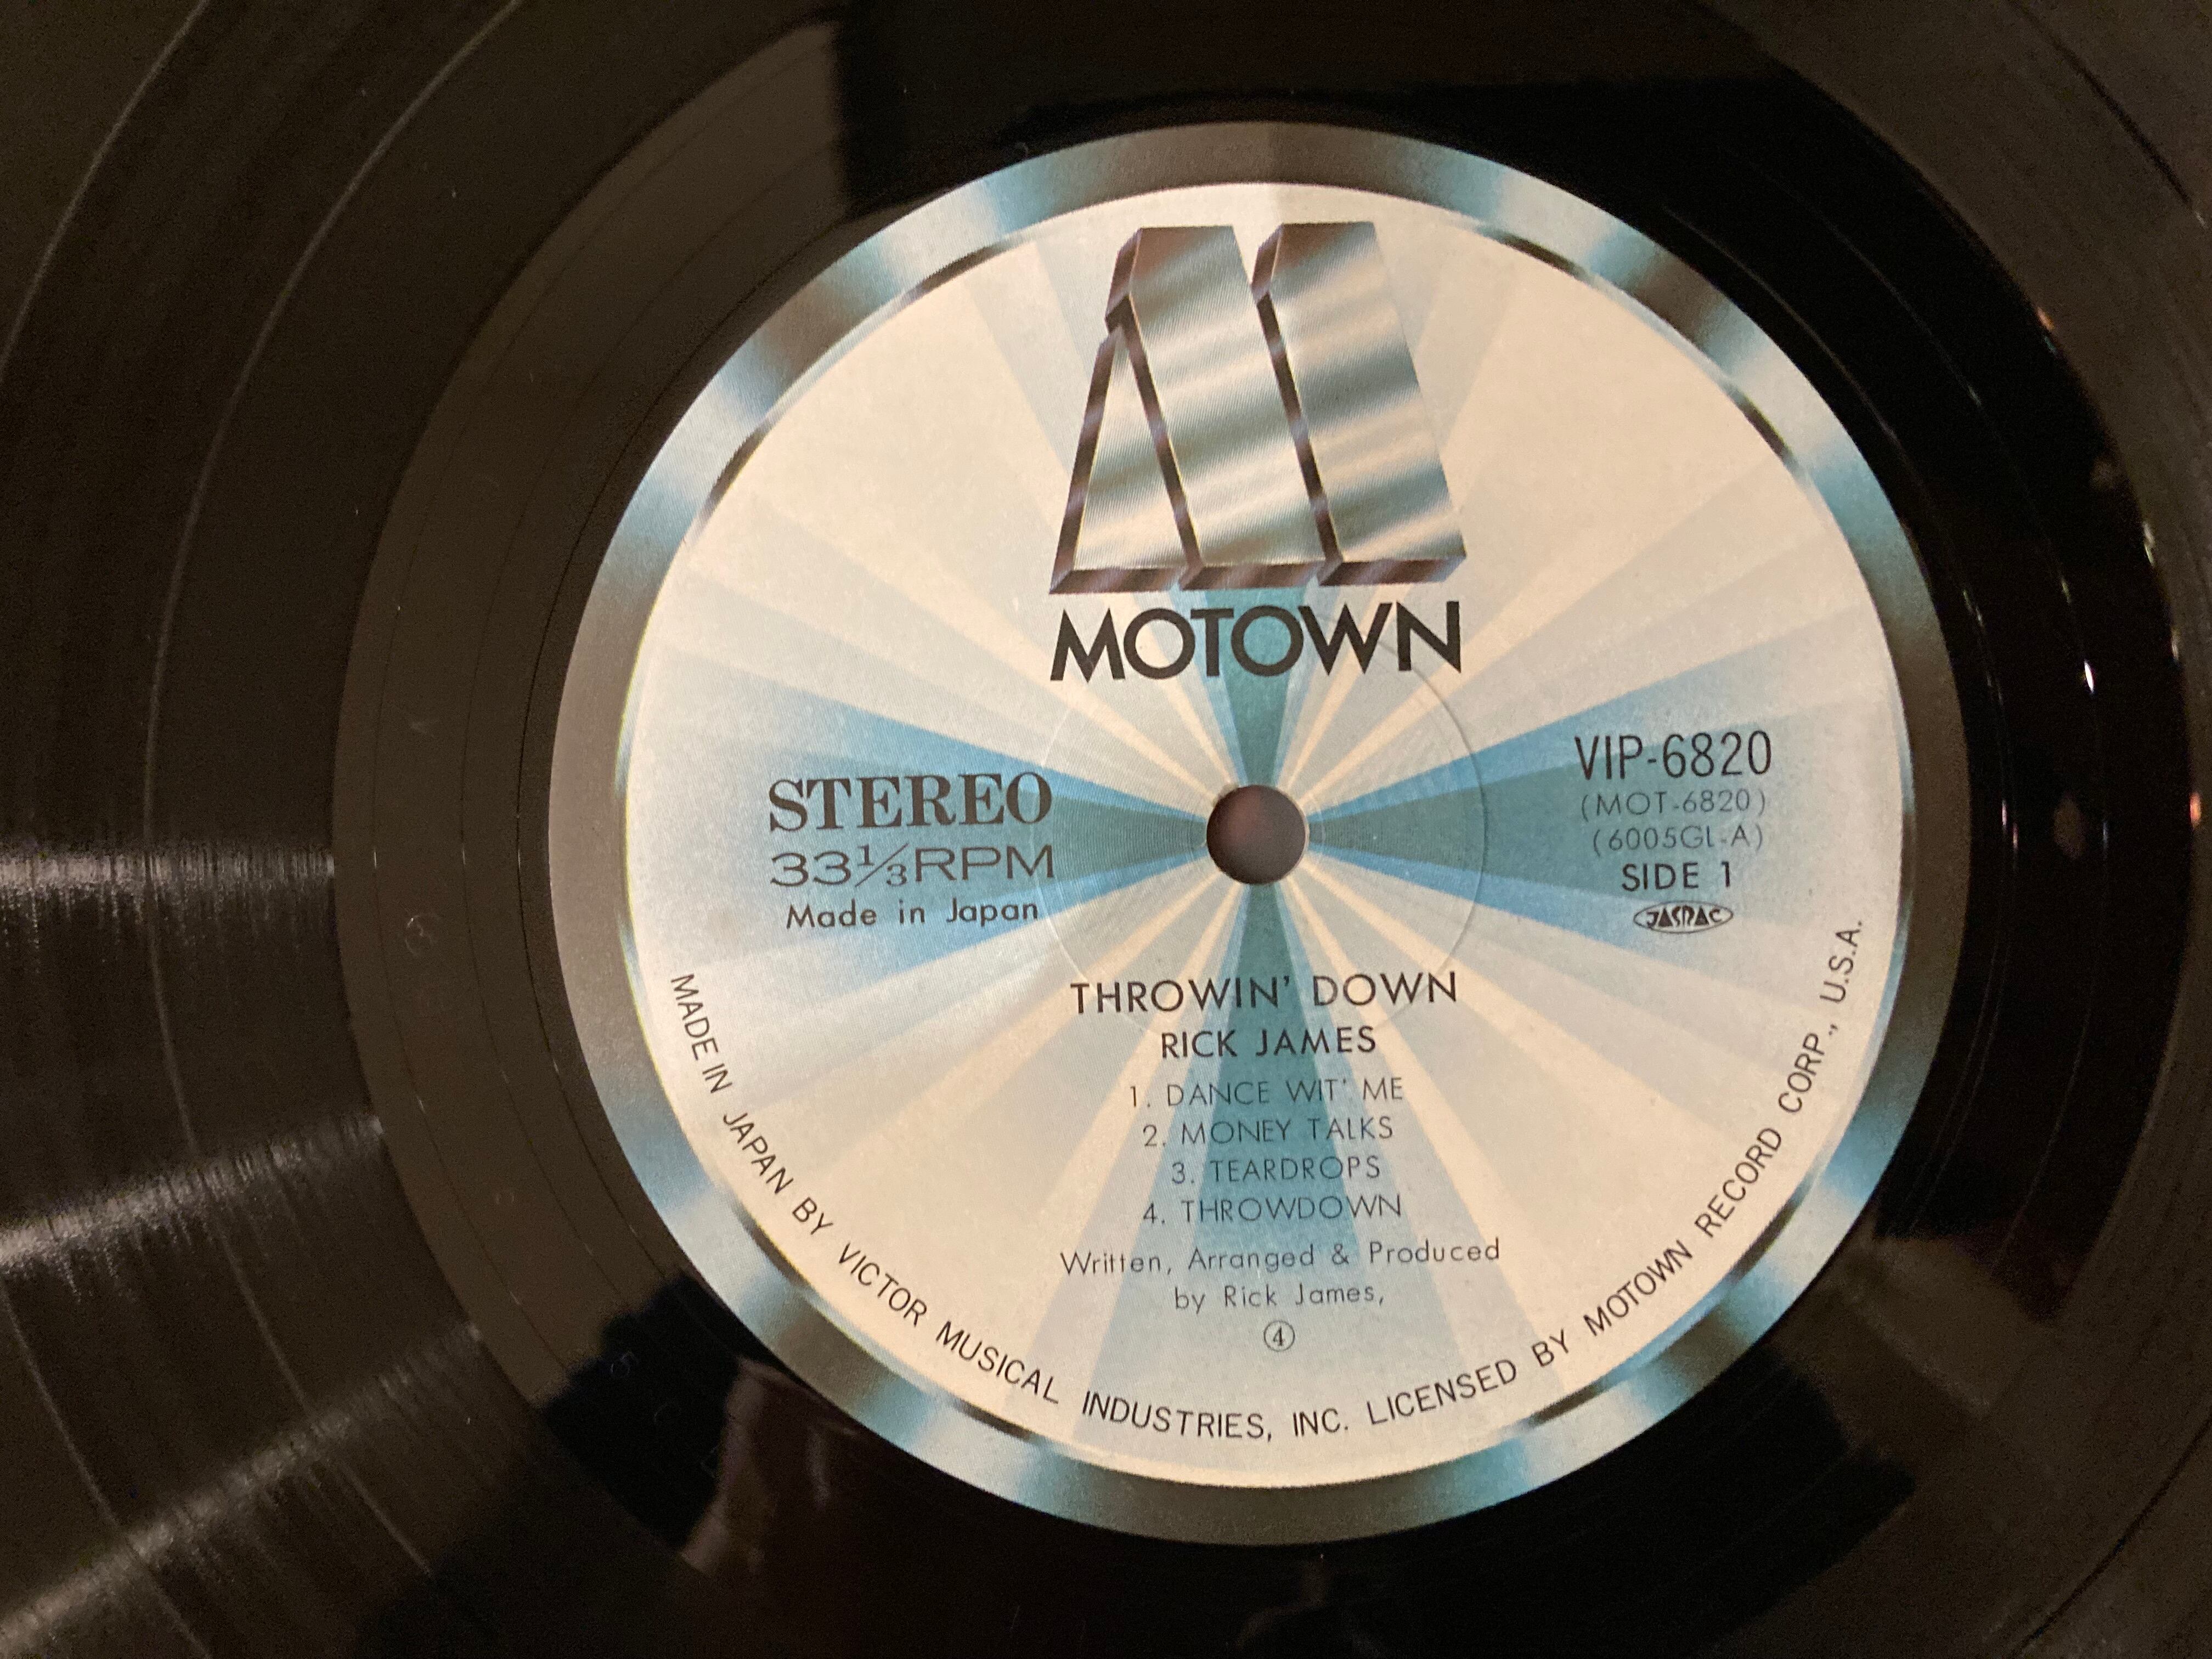 MOTOWN
STEREO
33⅓RPM
Made in Japan
VIP-6820
(MOT-6820)
(6005GL-A)
SIDE 1
JASRAC
THROWIN' DOWN
RICK JAMES
1. DANCE WIT' ME
2. MONEY TALKS
3. TEARDROPS
4. THROWDOWN
Written, Arranged & Produced
by Rick James,
④
MADE IN JAPAN BY VICTOR MUSICAL INDUSTRIES, INC. LICENSED BY MOTOWN RECORD CORP., U.S.A.